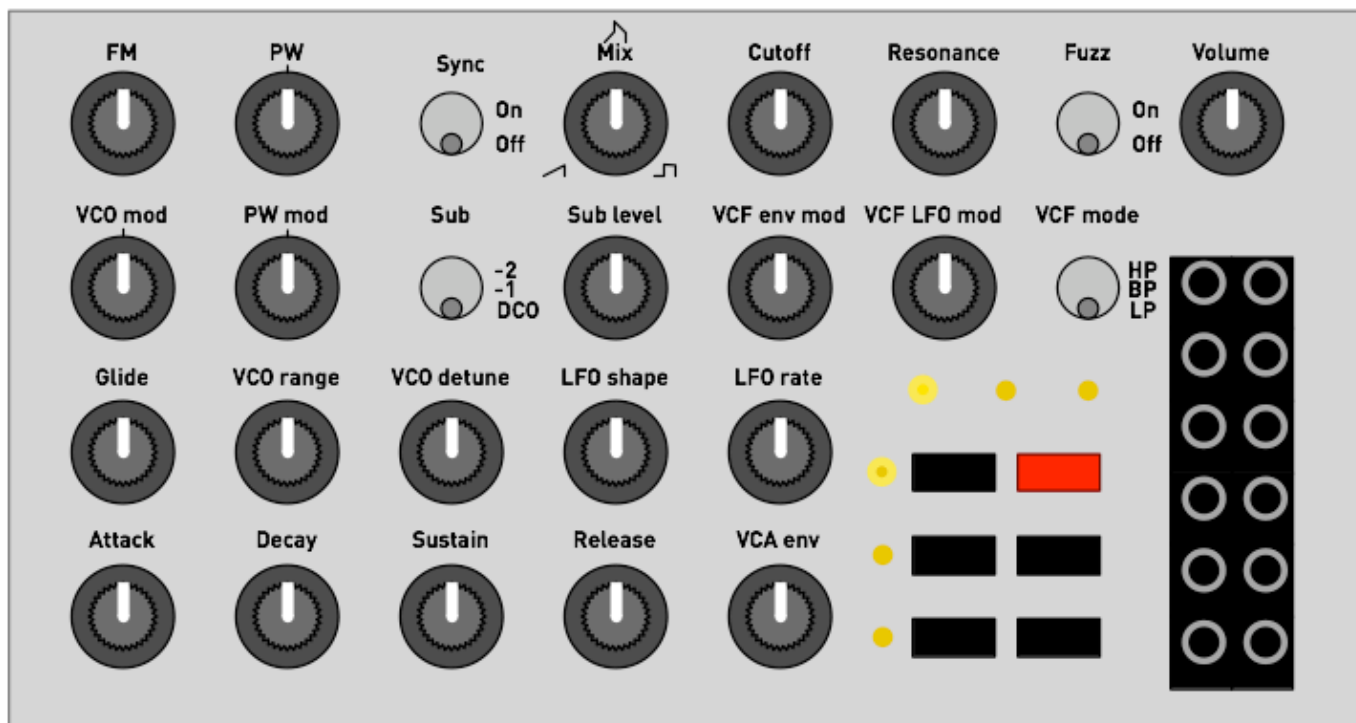 FM
PW
Sync
On
Off
Mix
Cutoff
Resonance
Fuzz
On
Off
Volume
VCO mod
PW mod
Sub
-2
-1
DCO
Sub level
VCF env mod
VCF LFO mod
VCF mode
HP
BP
LP
Glide
VCO range
VCO detune
LFO shape
LFO rate
Attack
Decay
Sustain
Release
VCA env